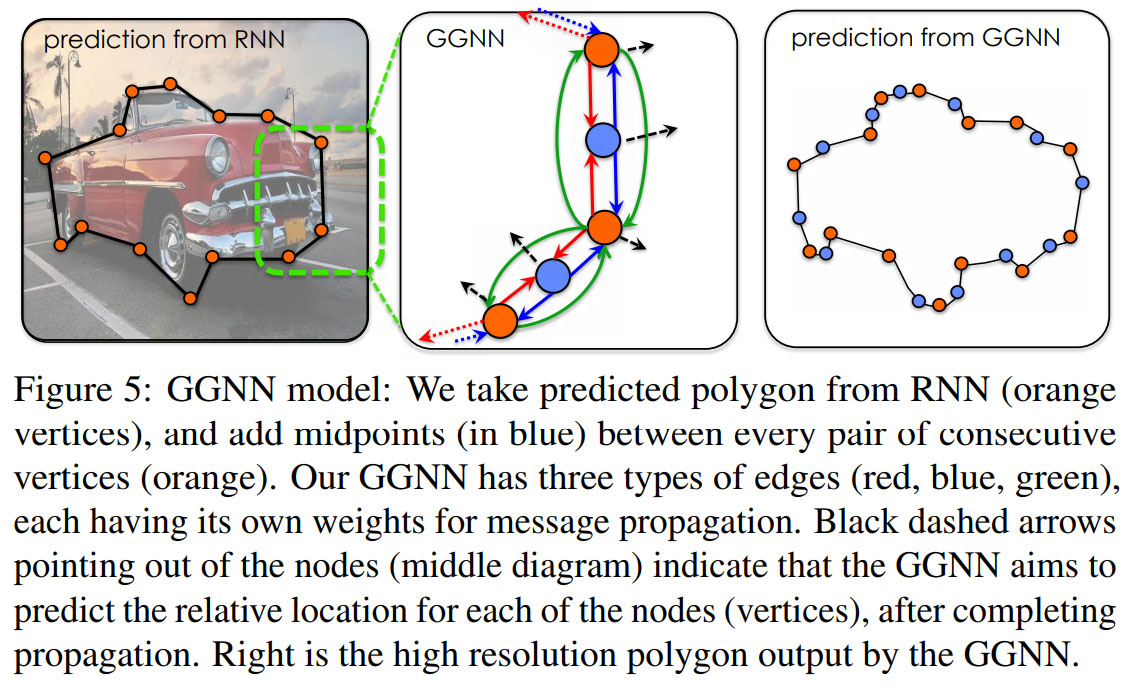 prediction from RNN
GGNN
prediction from GGNN
Figure 5: GGNN model: We take predicted polygon from RNN (orange
vertices), and add midpoints (in blue) between every pair of consecutive
vertices (orange). Our GGNN has three types of edges (red, blue, green),
each having its own weights for message propagation. Black dashed arrows
pointing out of the nodes (middle diagram) indicate that the GGNN aims to
predict the relative location for each of the nodes (vertices), after completing
propagation. Right is the high resolution polygon output by the GGNN.